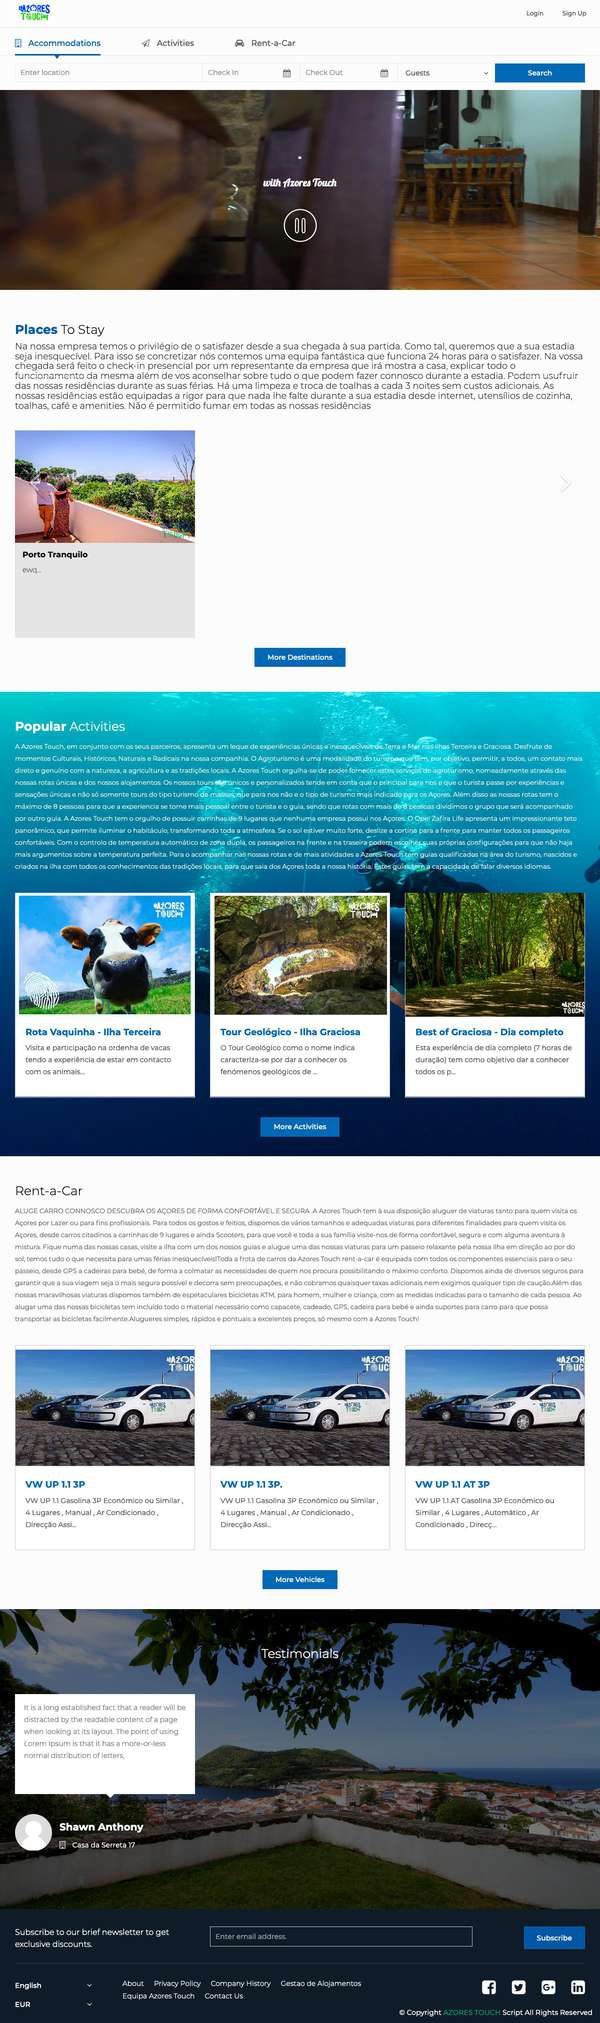 AZORES
TOUCH
Login
Sign Up
Accommodations
Activities
Rent-a-Car
Enter location
Check In
Check Out
Guests
Search
with Azores Touch
Places To Stay
Na nossa empresa temos o privilégio de o satisfazer desde a sua chegada à sua partida. Como tal, queremos que a sua estadia
seja inesquecível. Para isso se concretizar nós contemos uma equipa fantástica que funciona 24 horas para o satisfazer. Na vossa
chegada será feito o check-in presencial por um representante da empresa que irá mostra a casa, explicar todo o
funcionamento da mesma além de vos aconselhar sobre tudo o que podem fazer connosco durante a estadia. Podem usufruir
das nossas residências durante as suas férias. Há uma limpeza e troca de toalhas a cada 3 noites sem custos adicionais. As
nossas residências estão equipadas a rigor para que nada lhe falte durante a sua estadia desde internet, utensílios de cozinha,
toalhas, café e amenities. Não é permitido fumar em todas as nossas residências
Porto Tranquilo
ewq...
More Destinations
Popular Activities
A Azores Touch, em conjunto com os seus parceiros, apresenta um leque de experiências únicas e inesquecíveis de Terra e Mar nas Ilhas Terceira e Graciosa. Desfrute de
momentos Culturais, Históricos, Naturais e Radicais na nossa companhia. O Agroturismo é uma modalidade do turismo que tem, por objetivo, permitir, a todos, um contato mais
direto e genuíno com a natureza, a agricultura e as tradições locais. A Azores Touch orgulha-se de poder fornecer estes serviços de agroturismo, nomeadamente através das
nossas rotas únicas e dos nossos alojamentos. Os nossos tours são únicos e personalizados tendo em conta que o principal para nos e que o turista passe por experiências e
sensações únicas e não só somente tours do tipo turismo de massas que para nos não e o tipo de turismo mais indicado para os Açores. Além disso as nossas rotas tem o
máximo de 8 pessoas para que a experiencia se torne mais pessoal entre o turista e o guia, sendo que rotas com mais de 8 pessoas dividimos o grupo que será acompanhado
por outro guia. A Azores Touch tem o orgulho de possuir carrinhas de 9 lugares que nenhuma empresa possui nos Açores. O Opel Zafira Life apresenta um impressionante teto
panorâmico, que permite iluminar o habitáculo, transformando toda a atmosfera. Se o sol estiver muito forte, deslize a cortina para a frente para manter todos os passageiros
confortáveis. Com o controlo de temperatura automático de zona dupla, os passageiros na frente e na traseira podem escolher suas próprias configurações para que não haja
mais argumentos sobre a temperatura perfeita. Para o acompanhar nas nossas rotas e de mais atividades a Azores Touch tem guias qualificadas na área do turismo, nascidos e
criados na ilha com todos os conhecimentos das tradições locais, para que saia dos Açores toda a nossa história. Estes guias tem a capacidade de falar diversos idiomas.
AZORES
TOUCH
AZORES
TOUCH
AZORES
TOUCH
Rota Vaquinha - Ilha Terceira
Visita e participação na ordenha de vacas
tendo a experiência de estar em contacto
com os animais...
Tour Geológico - Ilha Graciosa
O Tour Geológico como o nome indica
caracteriza-se por dar a conhecer os
fenómenos geológicos de ...
Best of Graciosa - Dia completo
Esta experiência de dia completo (7 horas de
duração) tem como objetivo dar a conhecer
todos os p...
More Activities
Rent-a-Car
ALUGE CARRO CONNOSCO DESCUBRA OS AÇORES DE FORMA CONFORTÁVEL E SEGURA .A Azores Touch tem à sua disposição aluguer de viaturas tanto para quem visita os
Açores por Lazer ou para fins profissionais. Para todos os gostos e feitios, dispomos de vários tamanhos e adequadas viaturas para diferentes finalidades para quem visita os
Açores, desde carros citadinos a carrinhas de 9 lugares e ainda Scooters, para que você e toda a sua família visite-nos de forma confortável, segura e com alguma aventura à
mistura. Fique numa das nossas casas, visite a ilha com um dos nossos guias e alugue uma das nossas viaturas para um passeio relaxante pela nossa Ilha em direção ao por do
sol, temos tudo o que necessita para umas férias inesquecíveis!Toda a frota de carros da Azores Touch rent-a-car é equipada com todos os componentes essenciais para o seu
passeio, desde GPS a cadeiras para bebé, de forma a colmatar as necessidades de quem nos procura possibilitando o máximo conforto. Dispomos ainda de diversos seguros para
garantir que a sua viagem seja o mais segura possível e decorra sem preocupações, e não cobramos quaisquer taxas adicionais nem exigimos qualquer tipo de caução.Além das
nossas maravilhosas viaturas dispomos também de espetaculares bicicletas KTM, para homem, mulher e criança, com as medidas indicadas para o tamanho de cada pessoa. Ao
alugar uma das nossas bicicletas tem incluído todo o material necessário como capacete, cadeado, GPS, cadeira para bebé e ainda suportes para carro para que possa
transportar as bicicletas facilmente.Alugueres simples, rápidos e pontuais a excelentes preços, só mesmo com a Azores Touch!
AZORES
TOUCH
AZORES
TOUCH
AZORES
TOUCH
VW UP 1.1 3P
VW UP 1.1 Gasolina 3P Económico ou Similar ,
4 Lugares , Manual , Ar Condicionado ,
Direcção Assi...
VW UP 1.1 3P.
VW UP 1.1 Gasolina 3P Económico ou Similar ,
4 Lugares , Manual , Ar Condicionado ,
Direcção Assi...
VW UP 1.1 AT 3P
VW UP 1.1 AT Gasolina 3P Económico ou
Similar , 4 Lugares , Automático , Ar
Condicionado , Direcç...
More Vehicles
Testimonials
It is a long established fact that a reader will be
distracted by the readable content of a page
when looking at its layout. The point of using
Lorem Ipsum is that it has a more-or-less
normal distribution of letters,
Shawn Anthony
Casa da Serreta 17
Subscribe to our brief newsletter to get
exclusive discounts.
Enter email address.
Subscribe
English
EUR
About
Privacy Policy
Company History
Gestao de Alojamentos
Equipa Azores Touch
Contact Us
© Copyright AZORES TOUCH Script All Rights Reserved